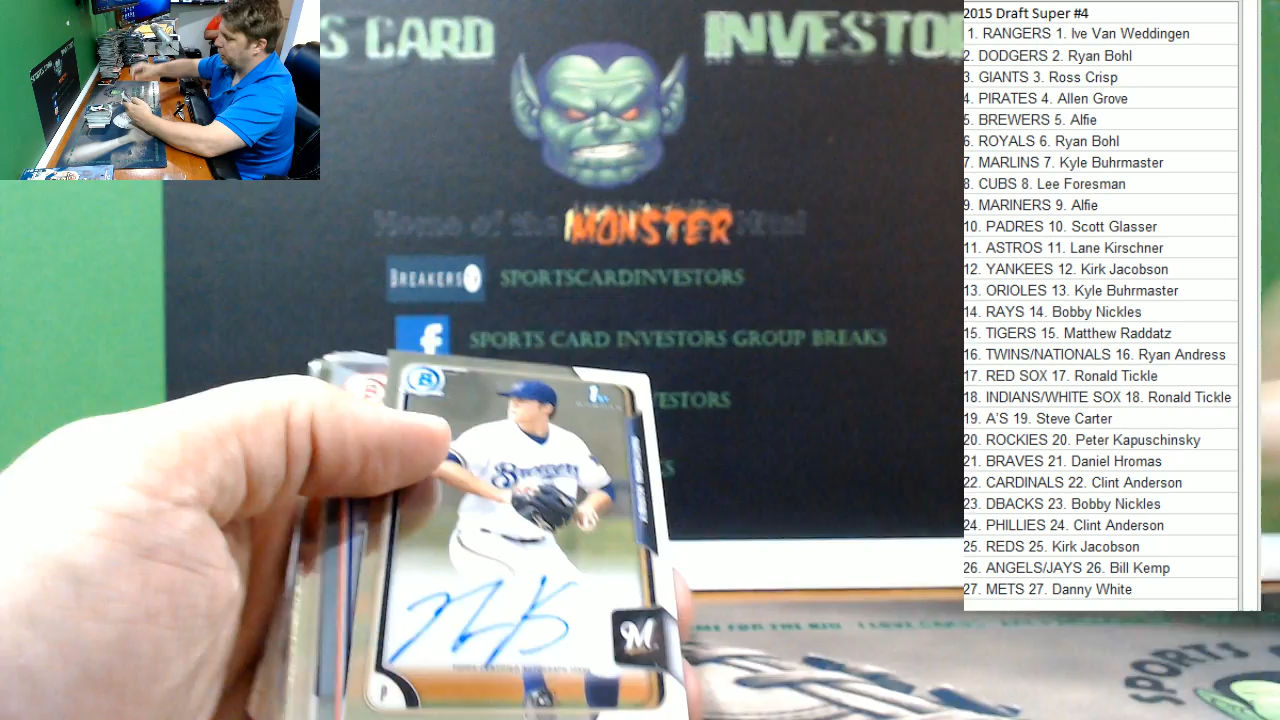 S CARD INVESTO
Home of the MONSTER Hits!
BREAKERS
SPORTSCARDINVESTORS
f
SPORTS CARD INVESTORS GROUP BREAKS
VESTORS
KS
B
Brewers
M
P
SPORTS
2015 Draft Super #4
1. RANGERS 1. Ive Van Weddingen
2. DODGERS 2. Ryan Bohl
3. GIANTS 3. Ross Crisp
4. PIRATES 4. Allen Grove
5. BREWERS 5. Alfie
6. ROYALS 6. Ryan Bohl
7. MARLINS 7. Kyle Buhrmaster
8. CUBS 8. Lee Foresman
9. MARINERS 9. Alfie
10. PADRES 10. Scott Glasser
11. ASTROS 11. Lane Kirschner
12. YANKEES 12. Kirk Jacobson
13. ORIOLES 13. Kyle Buhrmaster
14. RAYS 14. Bobby Nickles
15. TIGERS 15. Matthew Raddatz
16. TWINS/NATIONALS 16. Ryan Andress
17. RED SOX 17. Ronald Tickle
18. INDIANS/WHITE SOX 18. Ronald Tickle
19. A'S 19. Steve Carter
20. ROCKIES 20. Peter Kapuschinsky
21. BRAVES 21. Daniel Hromas
22. CARDINALS 22. Clint Anderson
23. DBACKS 23. Bobby Nickles
24. PHILLIES 24. Clint Anderson
25. REDS 25. Kirk Jacobson
26. ANGELS/JAYS 26. Bill Kemp
27. METS 27. Danny White